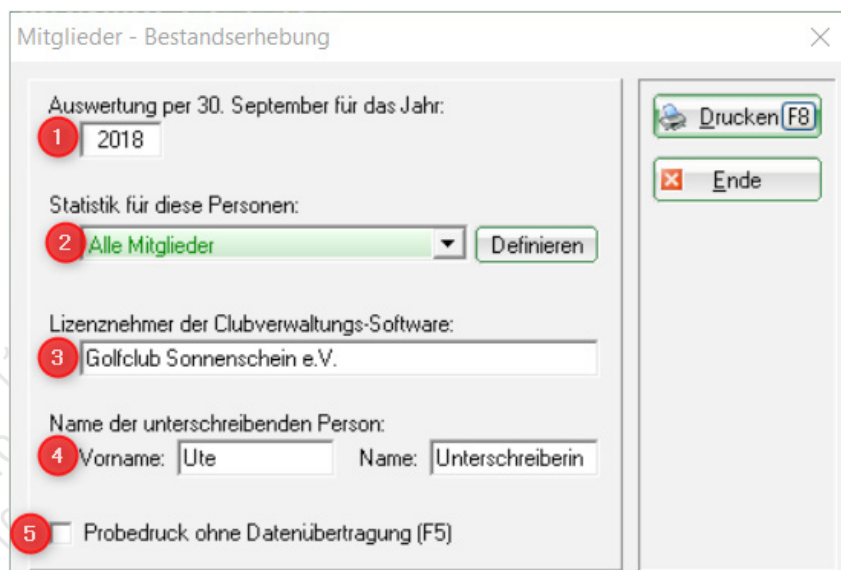 Mitglieder - Bestandserhebung
Auswertung per 30. September für das Jahr:
1 2018
Statistik für diese Personen:
2 Alle Mitglieder Definieren
Lizenznehmer der Clubverwaltungs-Software:
3 Golfclub Sonnenschein e.V.
Name der unterschreibenden Person:
4 Vorname: Ute Name: Unterschreiberin
5 Probedruck ohne Datenübertragung (F5)
Drucken F8
Ende